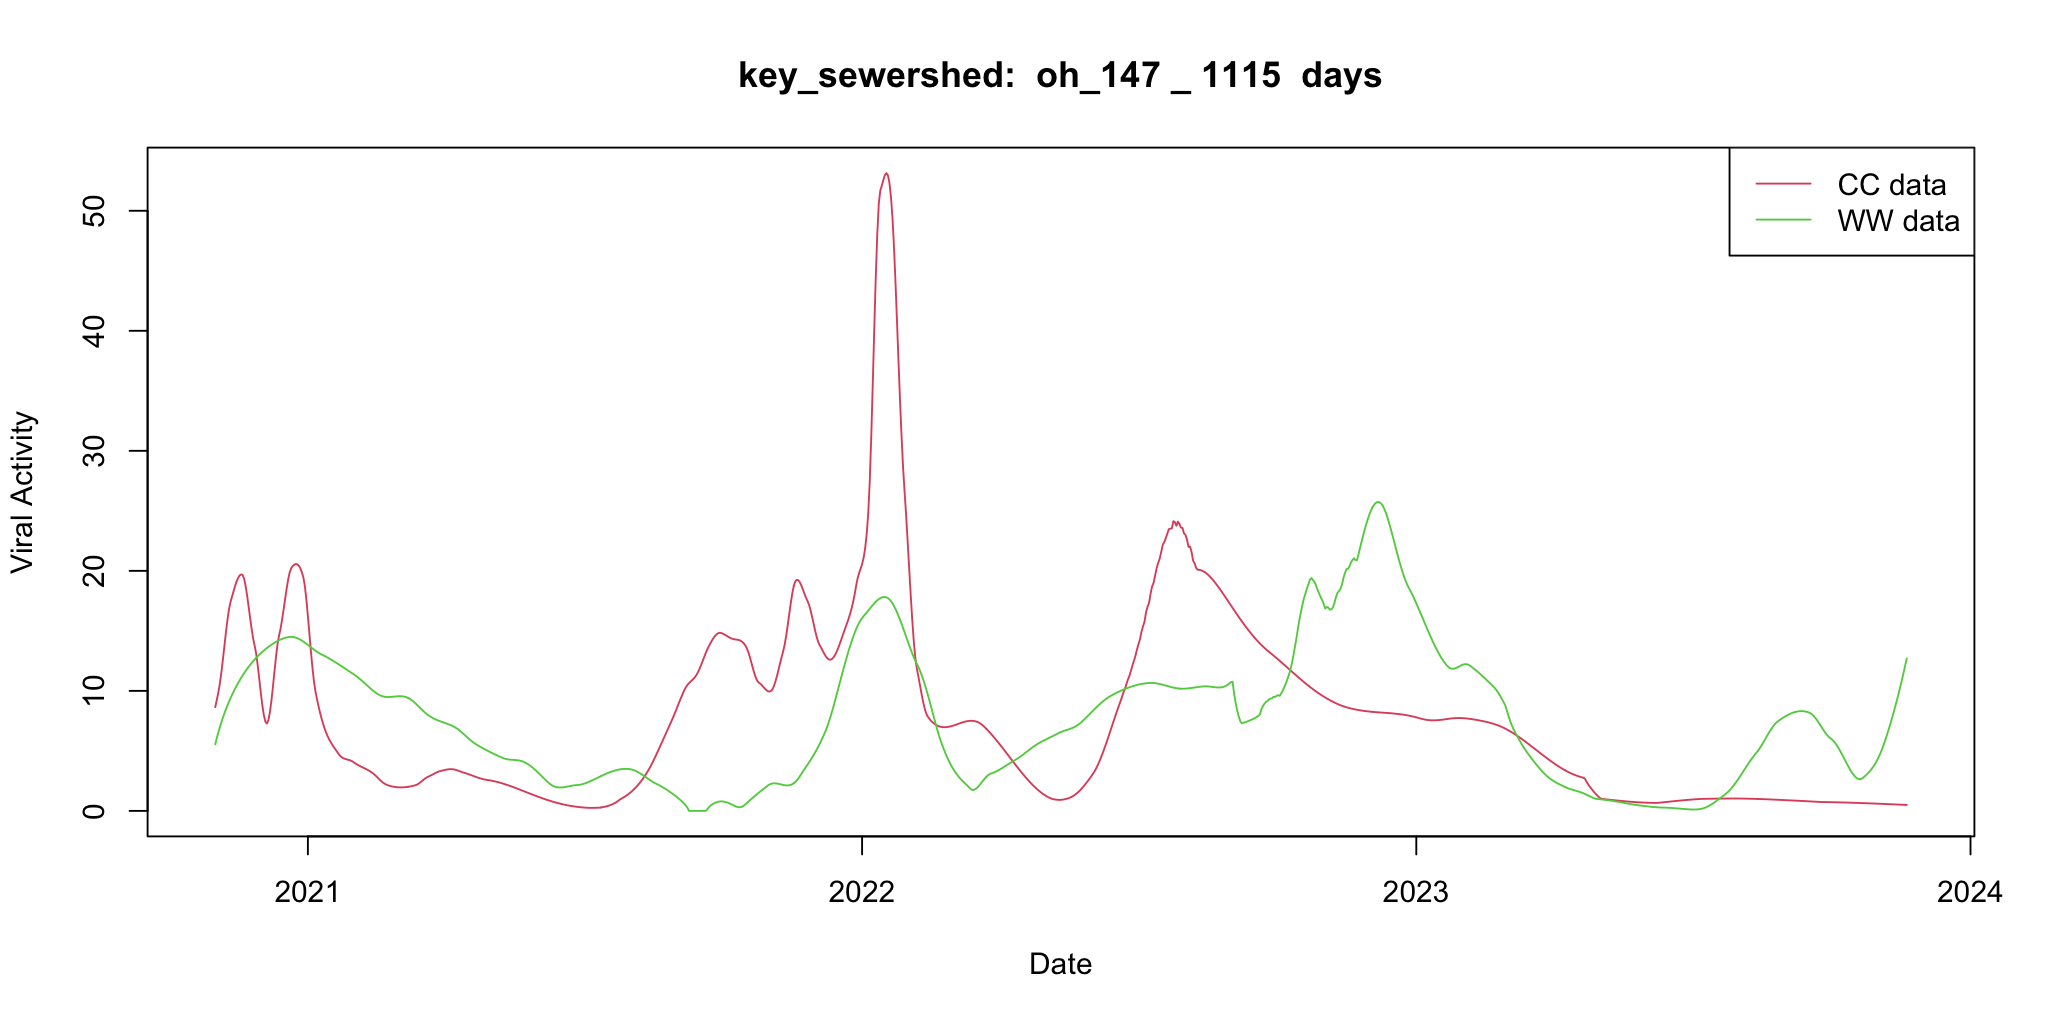 key_sewershed:  oh_147 _ 1115  days
CC data
WW data
Viral Activity
50
40
30
20
10
0
2021
2022
2023
2024
Date